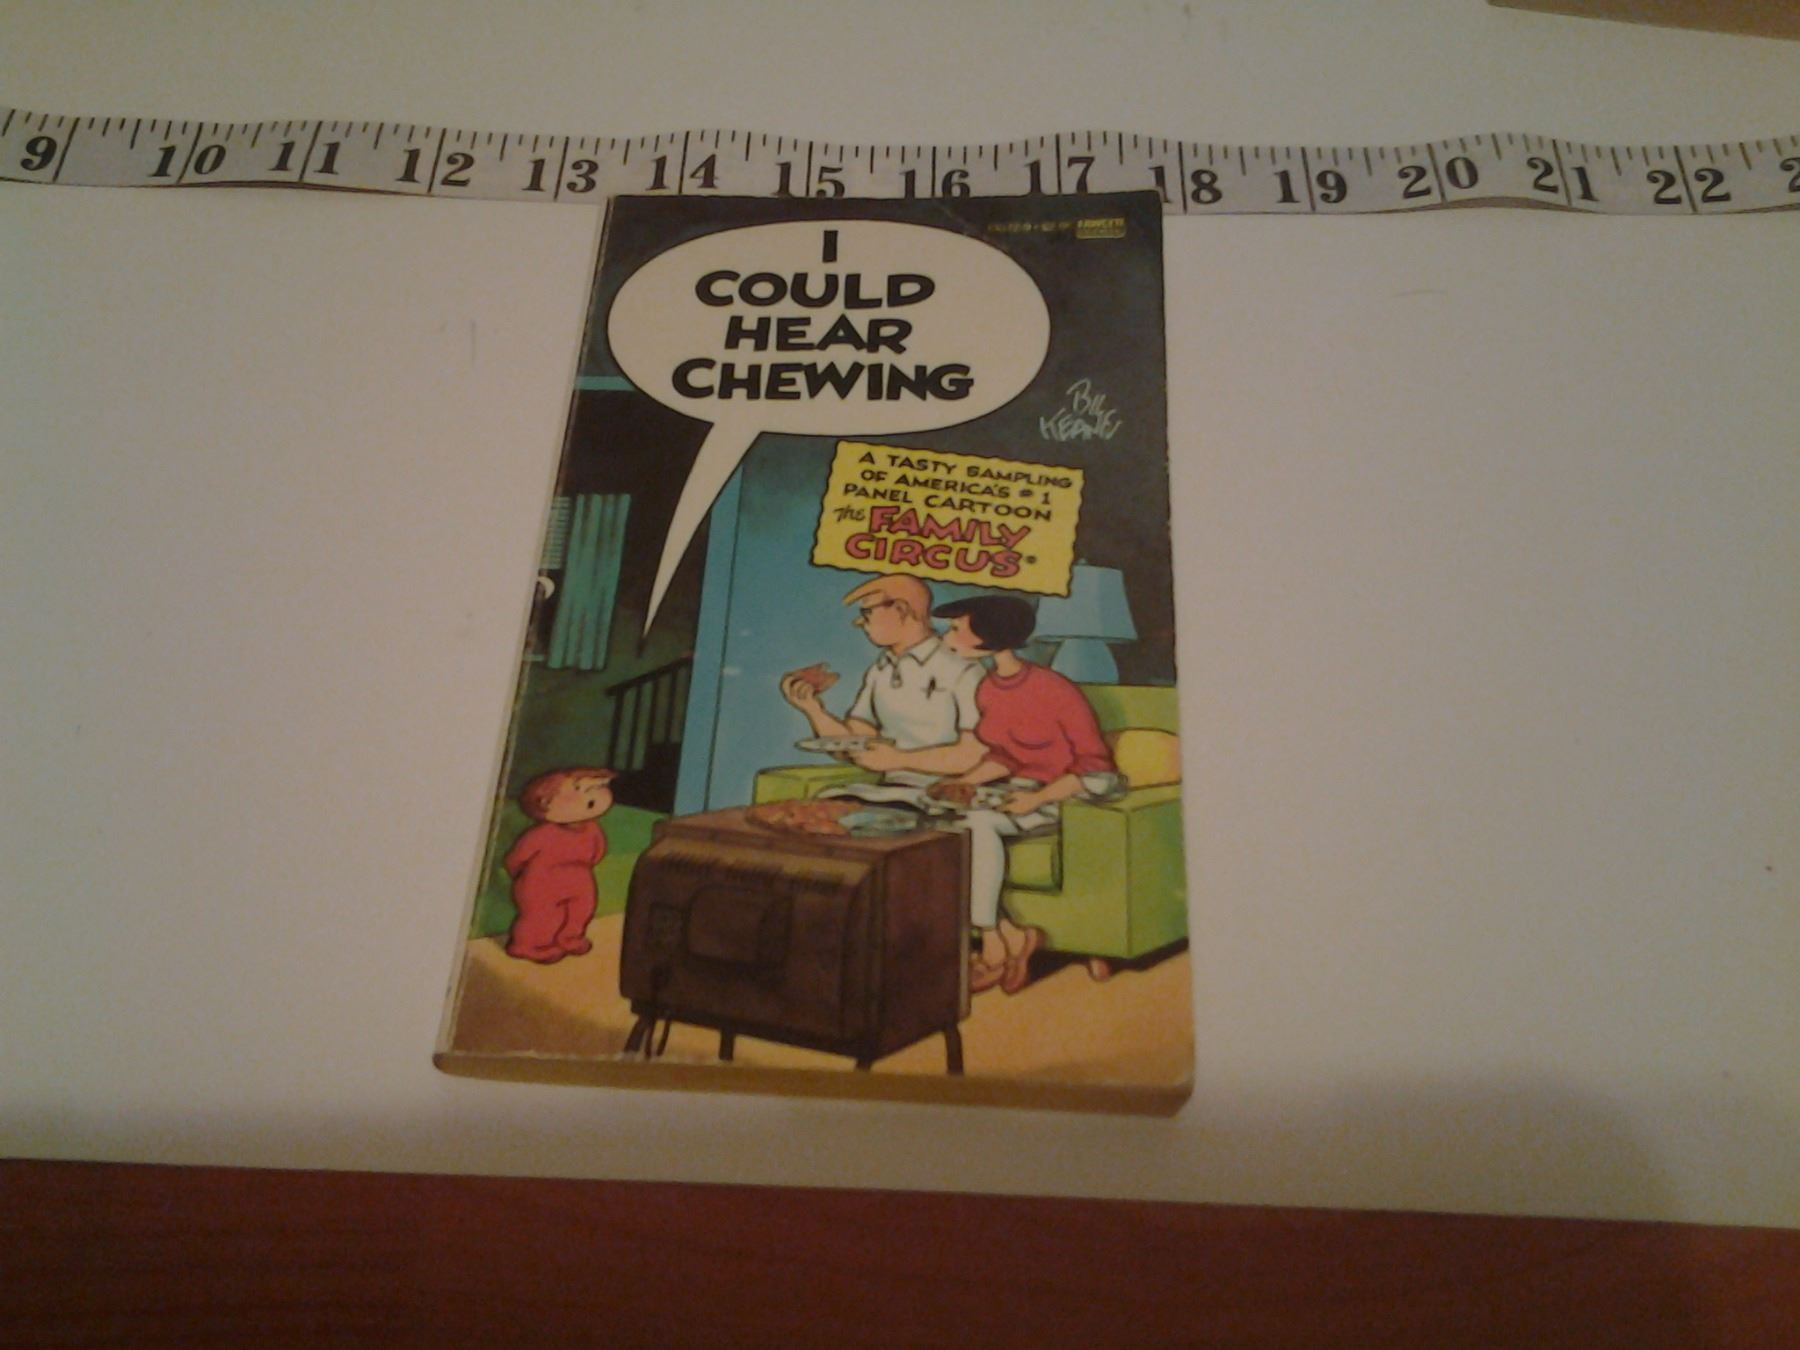 9 10 11 12 13 14 15 16 17 18 19 20 21 22
I
COULD
HEAR
CHEWING
BIL
KEANE
A TASTY SAMPLING
OF AMERICA'S #1
PANEL CARTOON
The FAMILY
CIRCUS